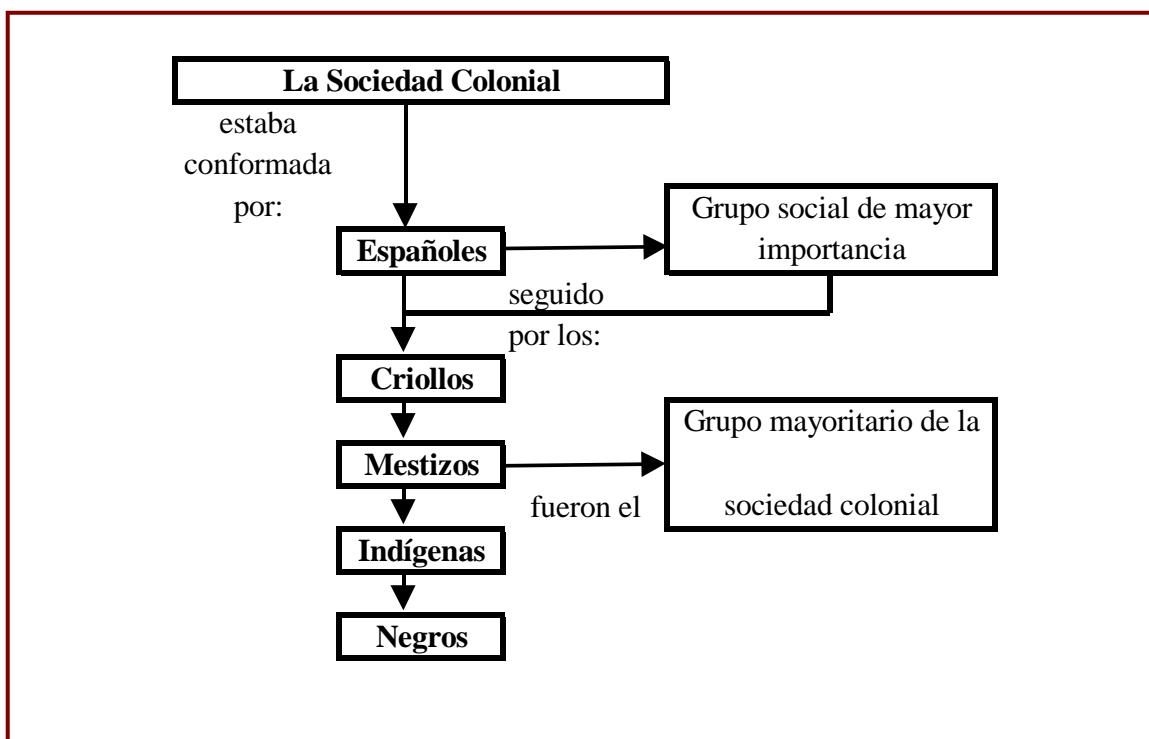 La Sociedad Colonial
estaba
conformada
por:
Españoles
Grupo social de mayor
importancia
seguido
por los:
Criollos
Mestizos
fueron el
Grupo mayoritario de la
sociedad colonial
Indígenas
Negros